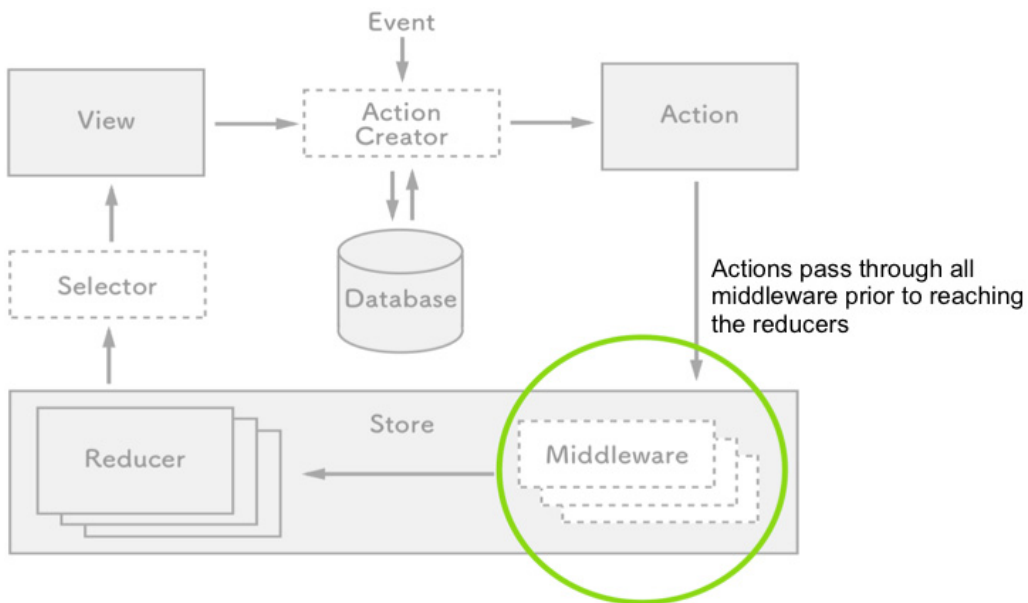 Event
View
Action
Creator
Action
Selector
Database
Actions pass through all
middleware prior to reaching
the reducers
Store
Reducer
Middleware